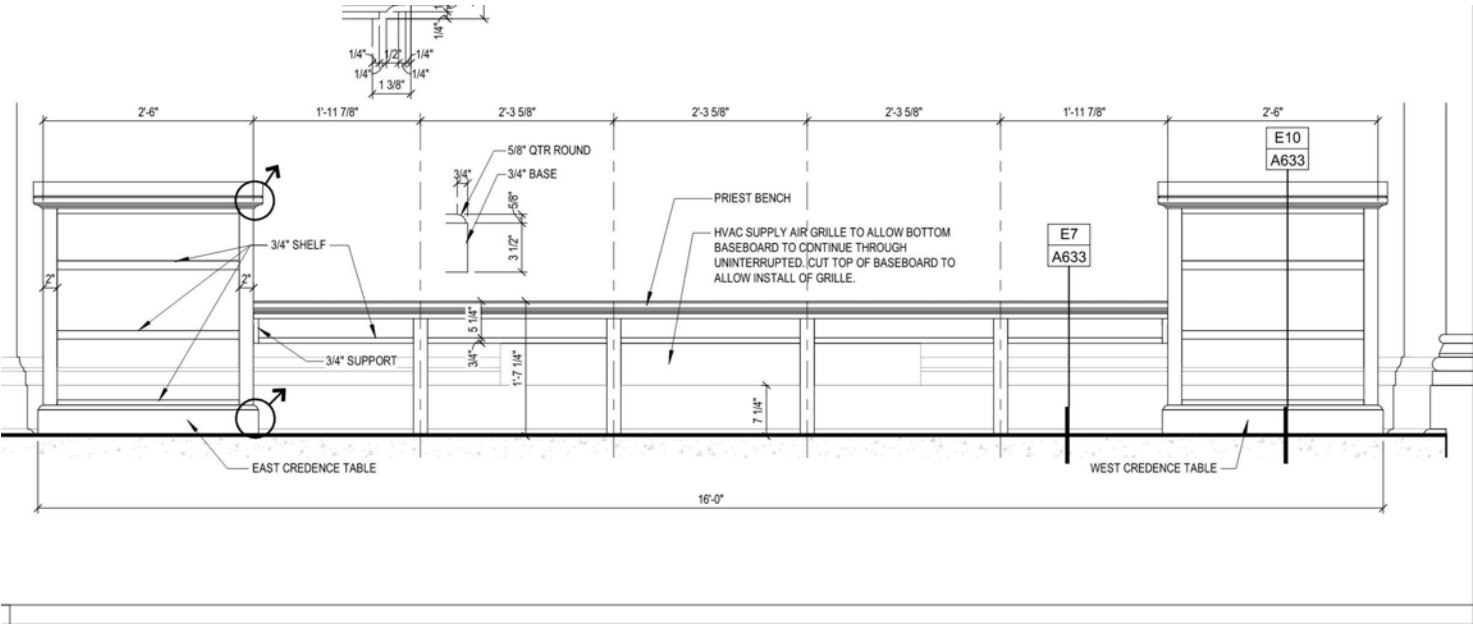 1/4"
1/4"
1/2"
1/4"
1/4"
1/4"
1 3/8"
2'-6"
1'-11 7/8"
2'-3 5/8"
2'-3 5/8"
2'-3 5/8"
1'-11 7/8"
2'-6"
E10
A633
5/8" QTR ROUND
3/4" BASE
3/4"
5/8"
3 1/2"
PRIEST BENCH
HVAC SUPPLY AIR GRILLE TO ALLOW BOTTOM
BASEBOARD TO CONTINUE THROUGH
UNINTERRUPTED. CUT TOP OF BASEBOARD TO
ALLOW INSTALL OF GRILLE.
E7
A633
3/4" SHELF
2"
2"
5 1/4"
3/4"
1'-7 1/4"
3/4" SUPPORT
7 1/4"
EAST CREDENCE TABLE
WEST CREDENCE TABLE
16'-0"